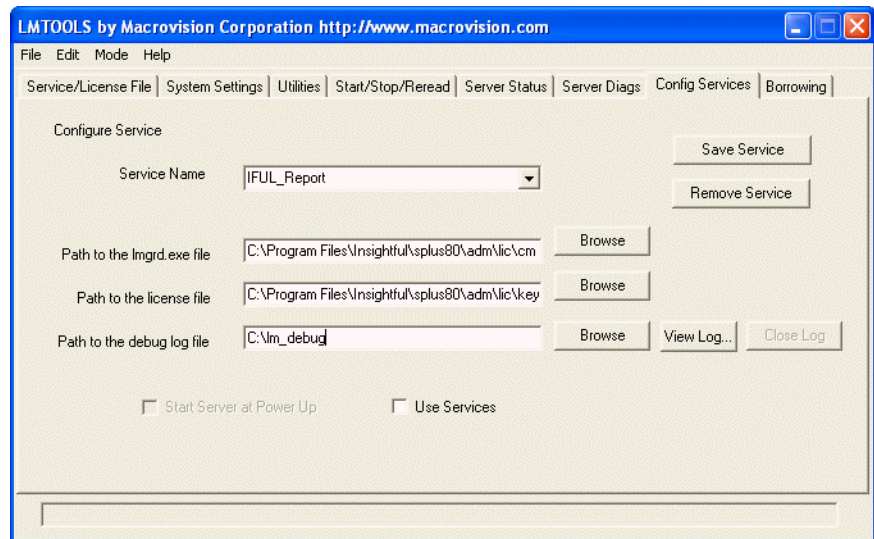 LMTOOLS by Macrovision Corporation http://www.macrovision.com
File Edit Mode Help
Service/License File System Settings Utilities Start/Stop/Reread Server Status Server Diags Config Services Borrowing
Configure Service
Save Service
Service Name IFUL_Report
Remove Service
Path to the lmgrd.exe file C:\Program Files\Insightful\splus80\adm\lic\cm Browse
Path to the license file C:\Program Files\Insightful\splus80\adm\lic\key Browse
Path to the debug log file C:\lm_debug Browse View Log... Close Log
Start Server at Power Up Use Services